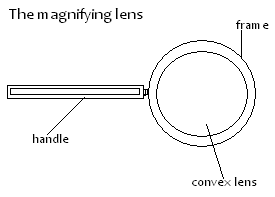 The magnifying lens
frame
handle
convex lens